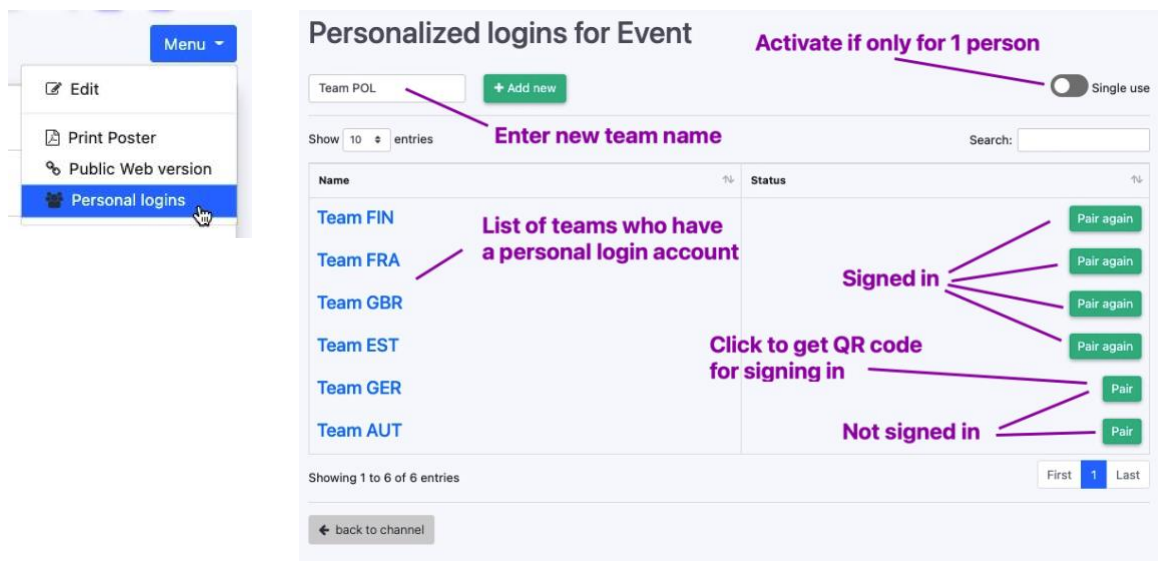 Menu
Edit
Print Poster
Public Web version
Personal logins
Personalized logins for Event
Activate if only for 1 person
Team POL
+ Add new
Single use
Enter new team name
Show 10 entries
Search:
Name
Status
Team FIN
Pair again
List of teams who have
a personal login account
Team FRA
Pair again
Signed in
Team GBR
Pair again
Team EST
Pair again
Click to get QR code
for signing in
Team GER
Pair
Team AUT
Not signed in
Pair
Showing 1 to 6 of 6 entries
First 1 Last
back to channel